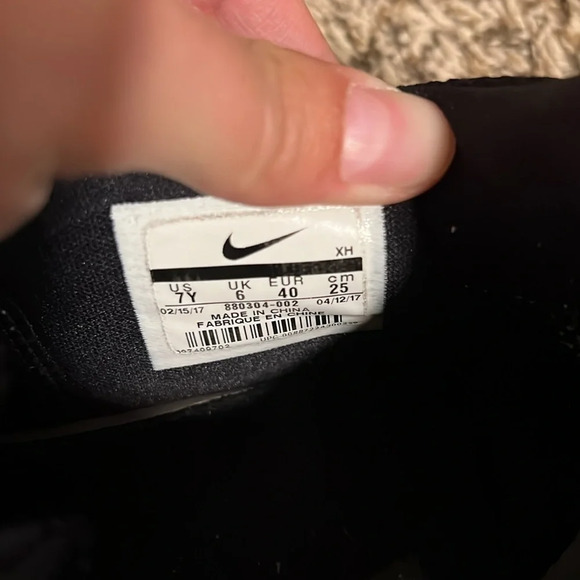 XH
US UK EUR cm
7Y 6 40 25
02/15/17 880304-002 04/12/17
MADE IN CHINA
FABRIQUE EN CHINE